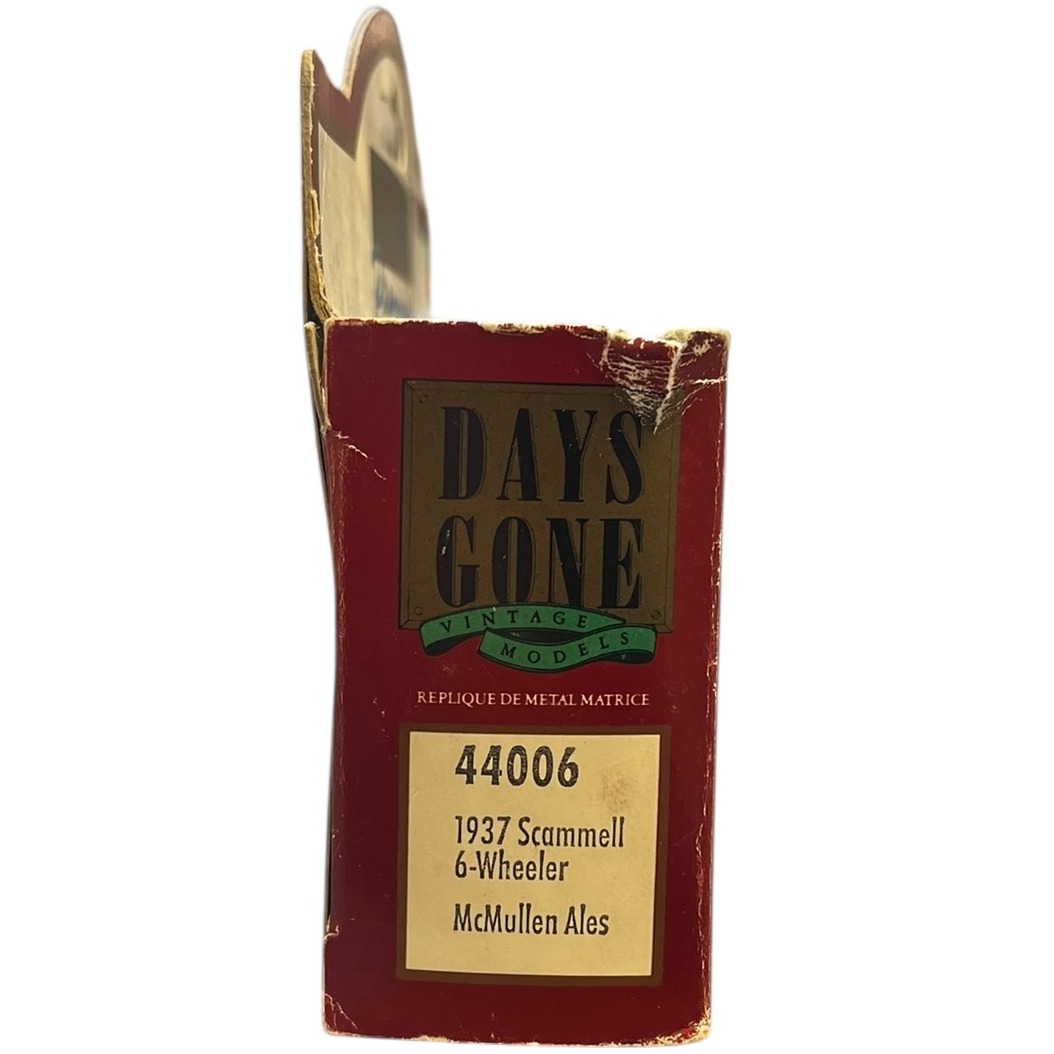 DAYS
GONE
VINTAGE
MODELS
REPLIQUE DE METAL MATRICE
44006
1937 Scammell
6-Wheeler
McMullen Ales